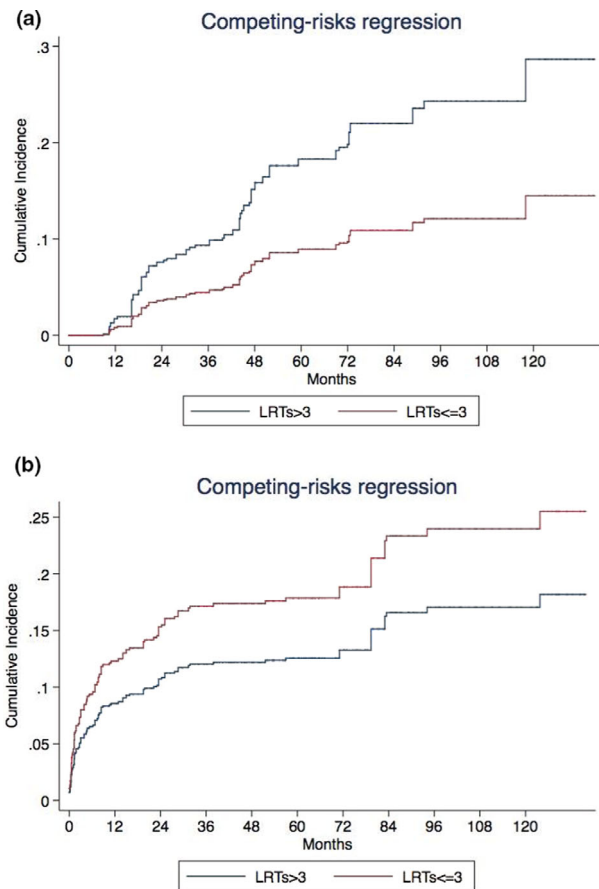 (a)
Competing-risks regression
.3
.2
.1
0
Cumulative Incidence
0 12 24 36 48 60 72 84 96 108 120
Months
LRTs>3 LRTs<=3
(b)
Competing-risks regression
.25
.2
.15
.1
.05
0
Cumulative Incidence
0 12 24 36 48 60 72 84 96 108 120
Months
LRTs>3 LRTs<=3